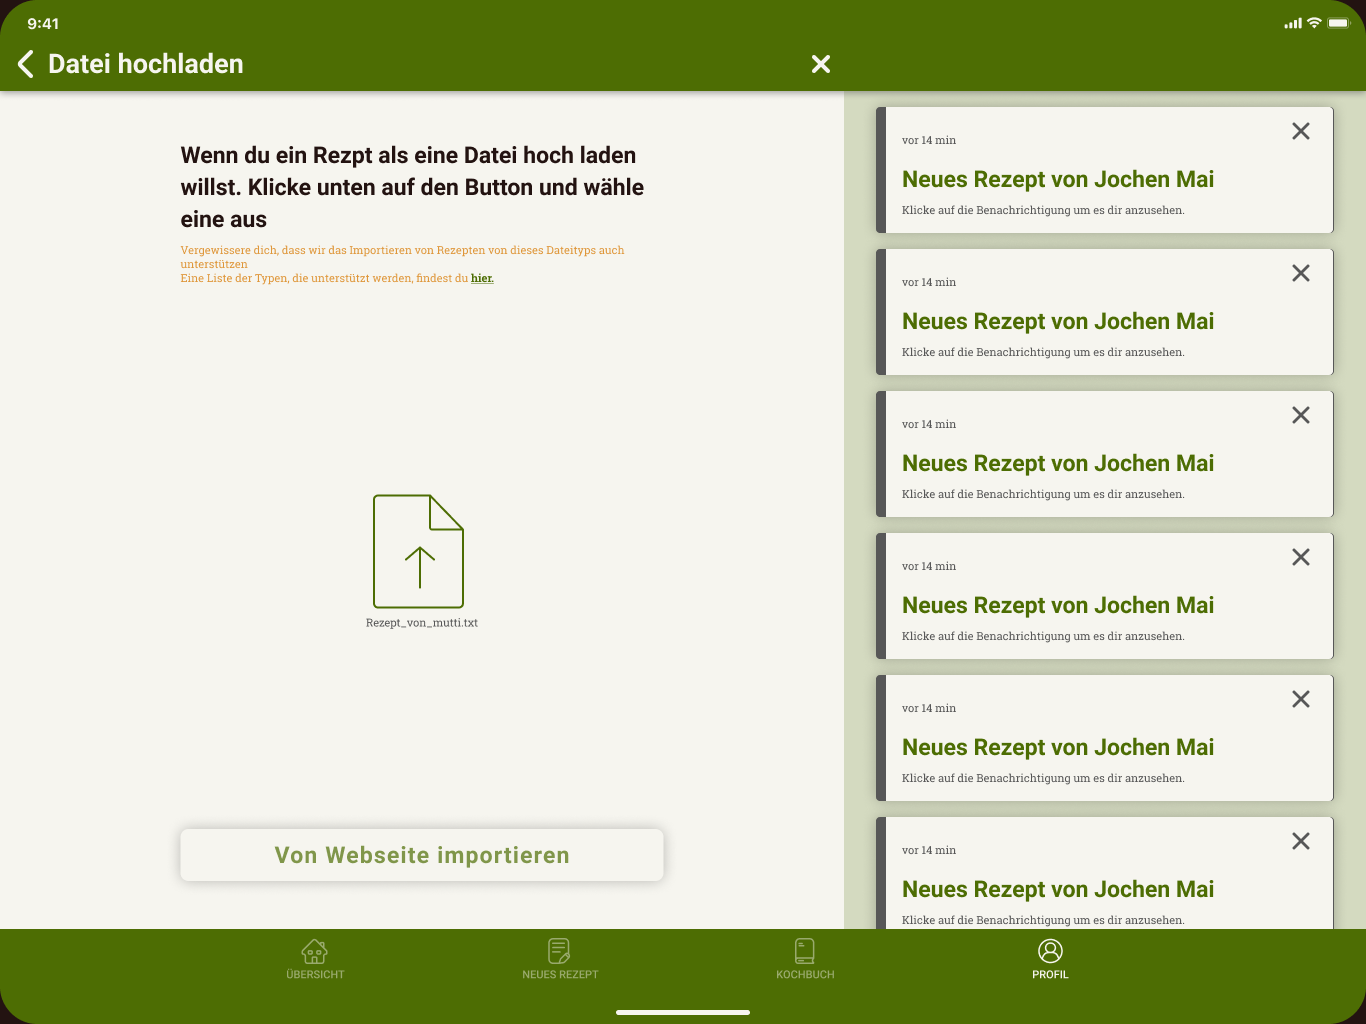 9:41
Datei hochladen
Wenn du ein Rezpt als eine Datei hoch laden
willst. Klicke unten auf den Button und wähle
eine aus
Vergewissere dich, dass wir das Importieren von Rezepten von dieses Dateityps auch
unterstützen
Eine Liste der Typen, die unterstützt werden, findest du hier.
Rezept_von_mutti.txt
Von Webseite importieren
vor 14 min
Neues Rezept von Jochen Mai
Klicke auf die Benachrichtigung um es dir anzusehen.
vor 14 min
Neues Rezept von Jochen Mai
Klicke auf die Benachrichtigung um es dir anzusehen.
vor 14 min
Neues Rezept von Jochen Mai
Klicke auf die Benachrichtigung um es dir anzusehen.
vor 14 min
Neues Rezept von Jochen Mai
Klicke auf die Benachrichtigung um es dir anzusehen.
vor 14 min
Neues Rezept von Jochen Mai
Klicke auf die Benachrichtigung um es dir anzusehen.
vor 14 min
Neues Rezept von Jochen Mai
Klicke auf die Benachrichtigung um es dir anzusehen.
ÜBERSICHT
NEUES REZEPT
KOCHBUCH
PROFIL